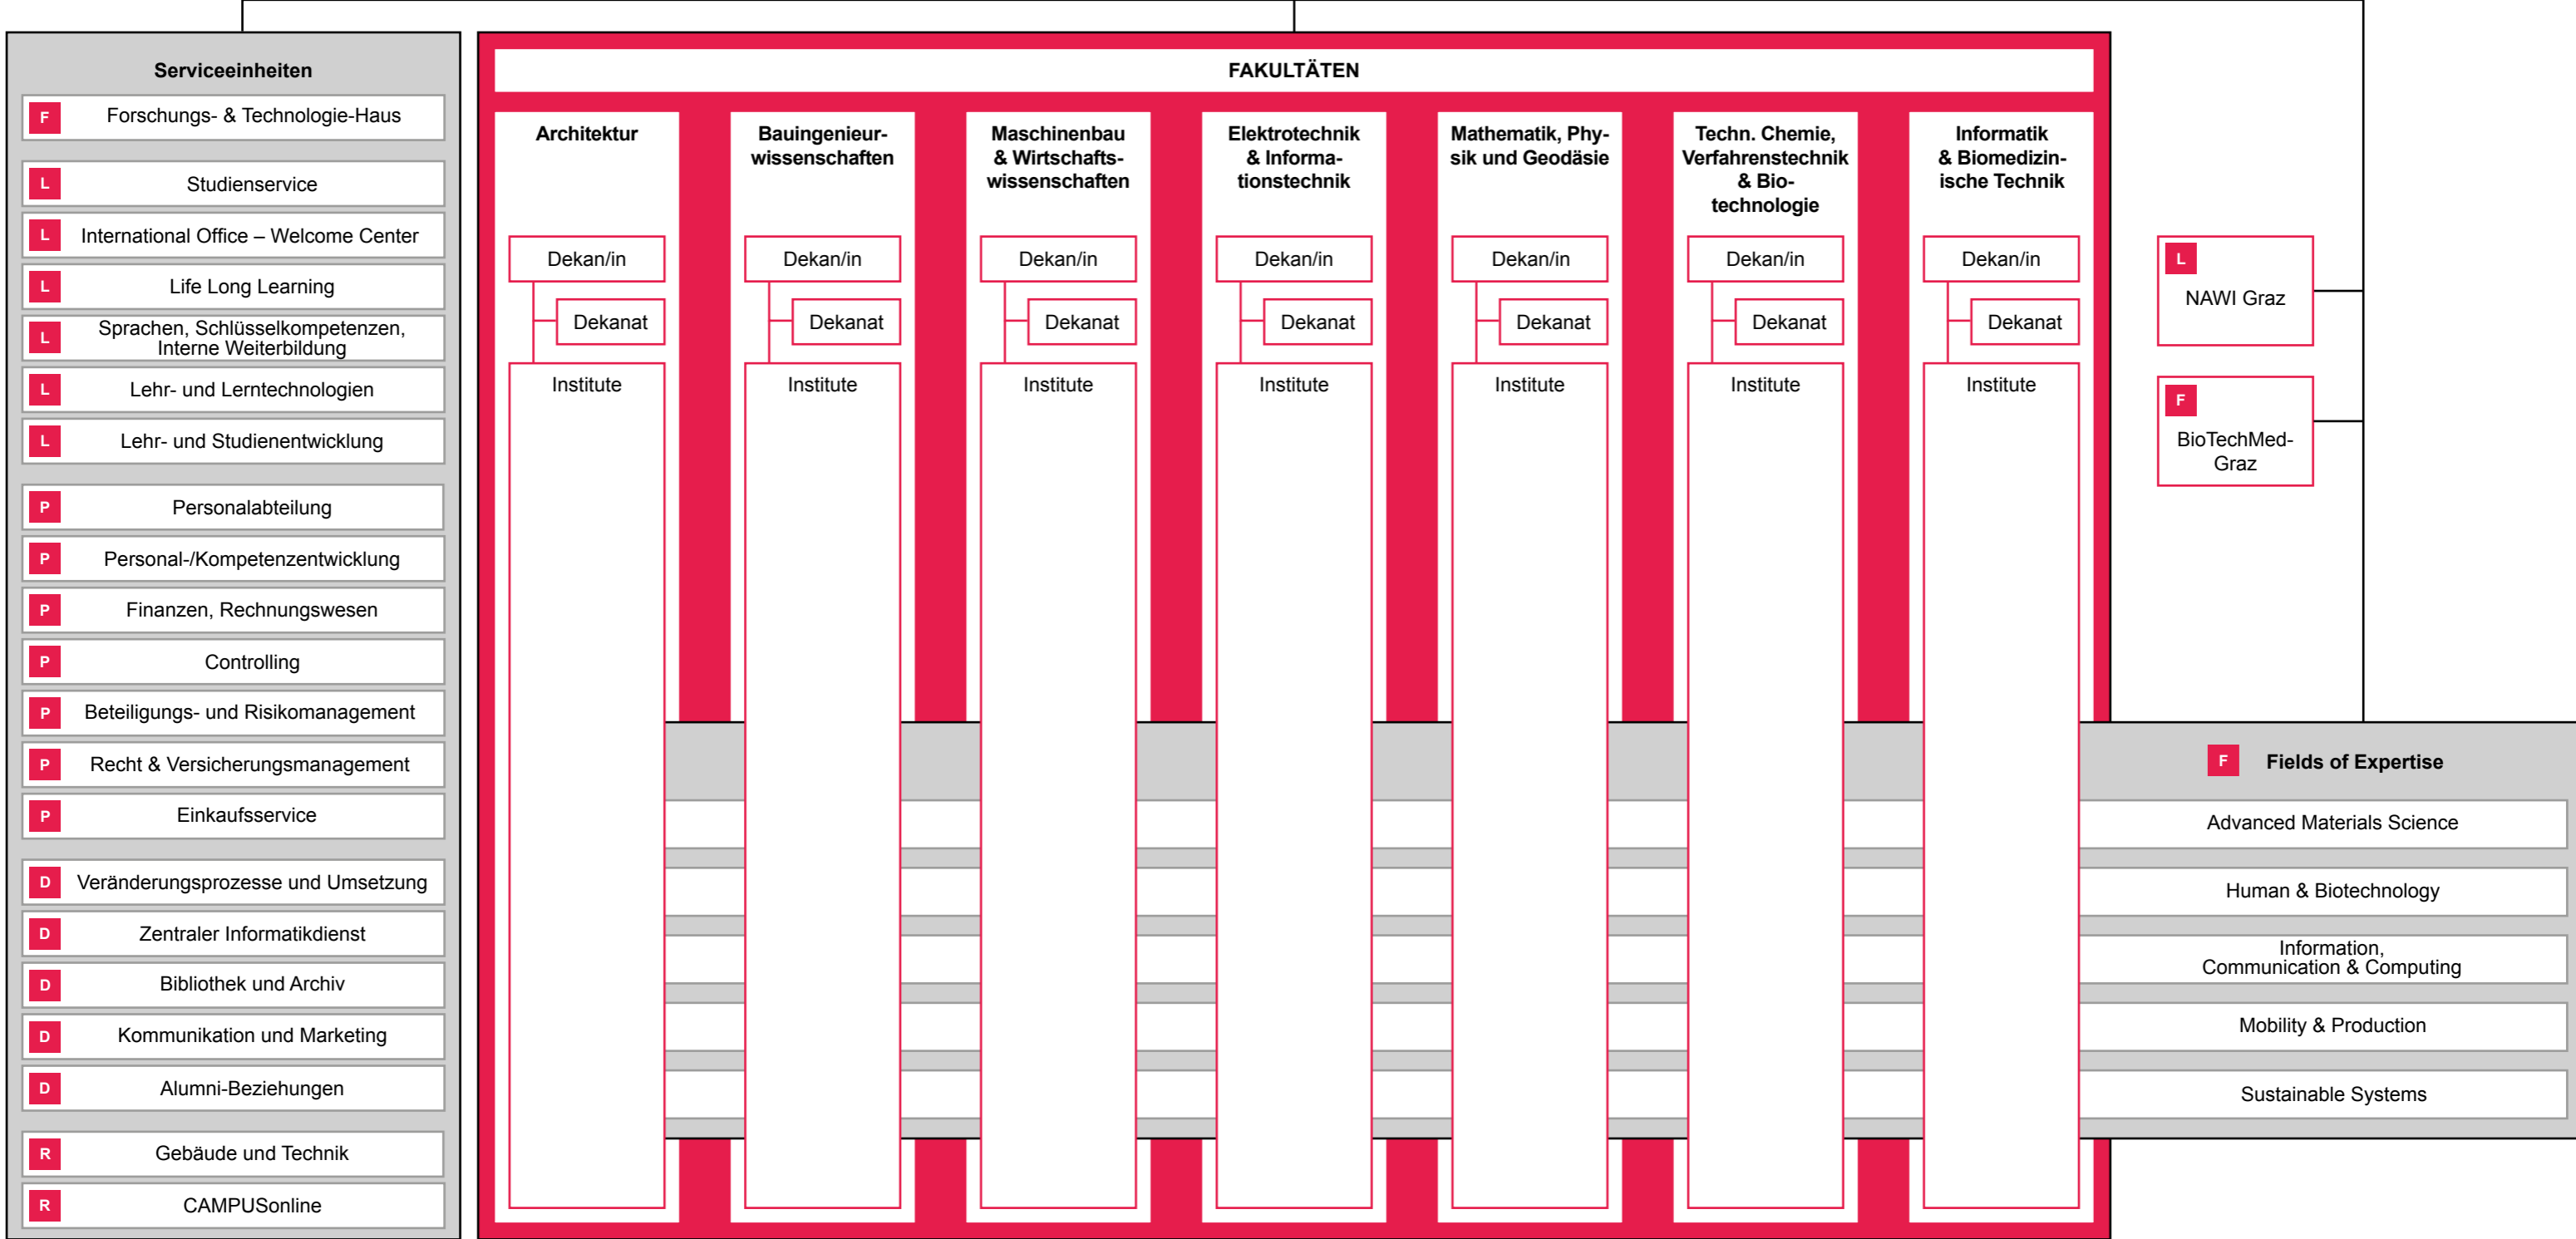 Serviceeinheiten
F Forschungs- & Technologie-Haus
L Studienservice
L International Office – Welcome Center
L Life Long Learning
L Sprachen, Schlüsselkompetenzen,
Interne Weiterbildung
L Lehr- und Lerntechnologien
L Lehr- und Studienentwicklung
P Personalabteilung
P Personal-/Kompetenzentwicklung
P Finanzen, Rechnungswesen
P Controlling
P Beteiligungs- und Risikomanagement
P Recht & Versicherungsmanagement
P Einkaufsservice
D Veränderungsprozesse und Umsetzung
D Zentraler Informatikdienst
D Bibliothek und Archiv
D Kommunikation und Marketing
D Alumni-Beziehungen
R Gebäude und Technik
R CAMPUSonline
FAKULTÄTEN
Architektur
Dekan/in
Dekanat
Institute
Bauingenieur-
wissenschaften
Dekan/in
Dekanat
Institute
Maschinenbau
& Wirtschafts-
wissenschaften
Dekan/in
Dekanat
Institute
Elektrotechnik
& Informa-
tionstechnik
Dekan/in
Dekanat
Institute
Mathematik, Phy-
sik und Geodäsie
Dekan/in
Dekanat
Institute
Techn. Chemie,
Verfahrenstechnik
& Bio-
technologie
Dekan/in
Dekanat
Institute
Informatik
& Biomedizin-
ische Technik
Dekan/in
Dekanat
Institute
L
NAWI Graz
F
BioTechMed-
Graz
F Fields of Expertise
Advanced Materials Science
Human & Biotechnology
Information,
Communication & Computing
Mobility & Production
Sustainable Systems